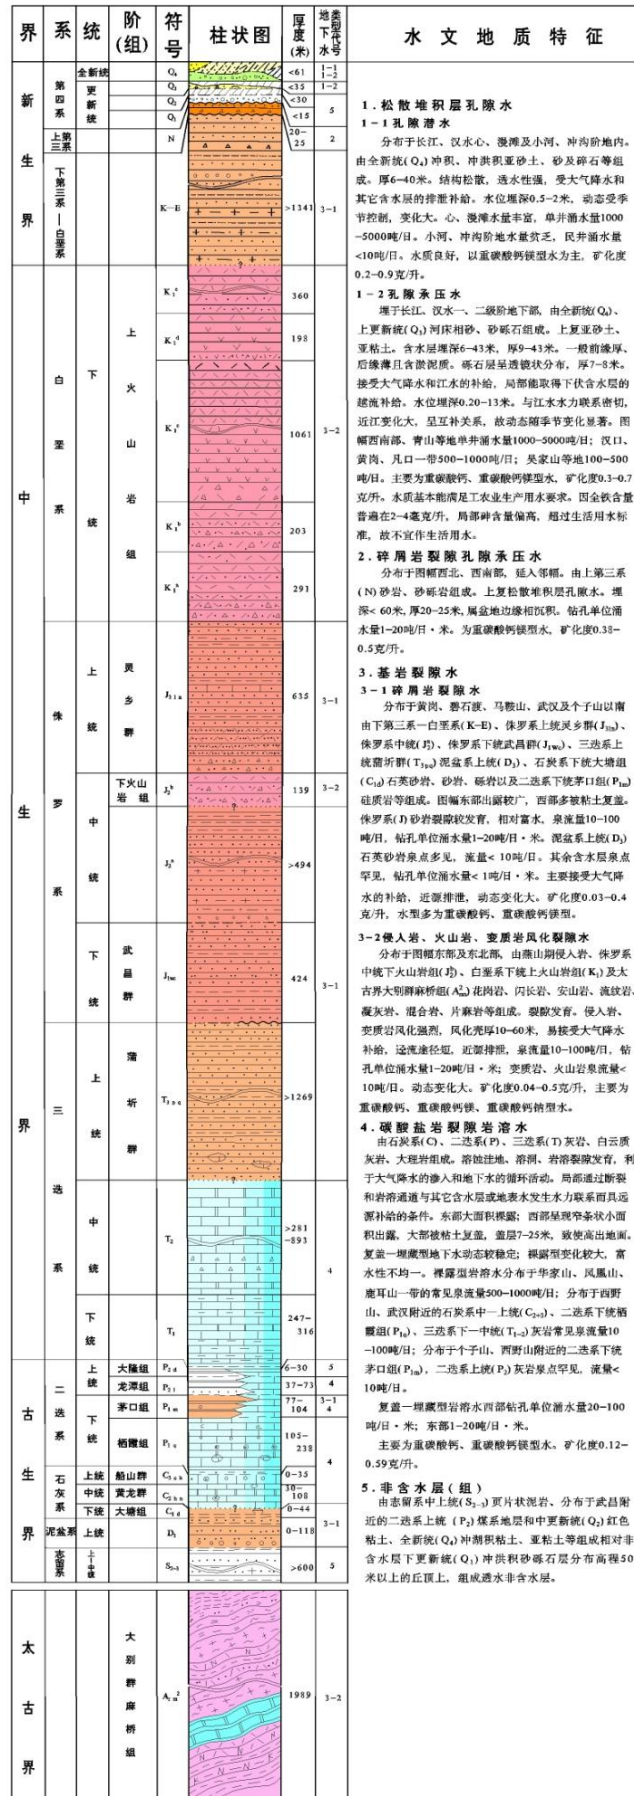 界 系 统 阶(组) 符号 柱状图 厚度(米) 地下水类型代号 水文地质特征
新生界
第四系 全新统 Q₄ <61 1-1 1-2
更新统 Q₃ <35 1-2
Q₂ <30 5
Q₁ <15
上第三系 N 20-25 2
下第三系—白垩系 K—E >1341 3-1
中生界
白垩系 下统 上火山岩组
K₁ᵉ 360
K₁ᵈ 198
K₁ᶜ 1061 3-2
K₁ᵇ 203
291
侏罗系 上统 灵乡群 J₃ₗₙ 635 3-1
中统 下火山岩组 J₂ᵇ 139 3-2
J₂ᵃ >494
下统 武昌群 J₁wc 424 3-1
三迭系 上统 蒲圻群 T₃pq >1269
中统 T₂ >281-893 4
下统 T₁ 247-316
古生界
二迭系 上统 大隆组 P₂d 6-30 5
龙潭组 P₂l 37-73 4
下统 茅口组 P₁m 77-104 3-1 4
栖霞组 P₁q 105-238 4
石灰系 上统 船山群 0-35
中统 黄龙群 30-108
下统 大塘组 C₁d 0-44 3-1
泥盆系 上统 D₃ 0-118
志留系 上—中统 S₂₋₃ >600 5
太古界 大别群麻桥组 Arm² 1989 3-2
1.松散堆积层孔隙水
1-1孔隙潜水
分布于长江、汉水心、漫滩及小河、冲沟阶地内。
由全新统(Q₄)冲积、冲洪积亚砂土、砂及碎石等组
成。厚6-40米。结构松散，透水性强，受大气降水和
其它含水层的排泄补给。水位埋深0.5-2米，动态受季
节控制，变化大。心、漫滩水量丰富，单井涌水量1000
-5000吨/日。小河、冲沟阶地水量贫乏，民井涌水量
<10吨/日。水质良好，以重碳酸钙镁型水为主，矿化度
0.2-0.9克/升。
1-2孔隙承压水
埋于长江、汉水一、二级阶地下部，由全新统(Q₄)、
上更新统(Q₃)河床相砂、砂砾石组成。上复亚砂土、
亚粘土。含水层埋深6-43米，厚9-43米。一般前缘厚、
后缘薄且含淤泥质。砾石层呈透镜状分布，厚7-8米。
接受大气降水和江水的补给，局部能取得下伏含水层的
越流补给。水位埋深0.20-13米。与江水水力联系密切，
近江变化大，呈互补关系，故动态随季节变化显著。图
幅西南部、青山等地单井涌水量1000-5000吨/日；汉口、
黄岗、凡口一带500-1000吨/日；吴家山等地100-500
吨/日。主要为重碳酸钙、重碳酸钙镁型水，矿化度0.3-0.7
克/升。水质基本能满足工农业生产用水要求。因全铁含量
普遍在2-4毫克/升，局部砷含量偏高，超过生活用水标
准，故不宜作生活用水。
2.碎屑岩裂隙孔隙承压水
分布于图幅西北、西南部，延入邻幅。由上第三系
(N)砂岩、砂砾岩组成。上复松散堆积层孔隙水。埋
深<60米，厚20-25米，属盆地边缘相沉积。钻孔单位涌
水量1-20吨/日·米。为重碳酸钙镁型水，矿化度0.38-
0.5克/升。
3.基岩裂隙水
3-1碎屑岩裂隙水
分布于黄岗、碧石渡、马鞍山、武汉及个子山以南
由下第三系—白垩系(K-E)、侏罗系上统灵乡群(J₃ln)、
侏罗系中统(J₂ᵃ)、侏罗系下统武昌群(J₁wc)、三迭系上
统蒲圻群(T₃pq)泥盆系上统(D₃)、石炭系下统大塘组
(C₁d)石英砂岩、砂岩、砾岩以及二迭系下统茅口组(P₁m)
硅质岩等组成。图幅东部出露较广，西部多被粘土复盖。
侏罗系(J)砂岩裂隙较发育，相对富水，泉流量10-100
吨/日，钻孔单位涌水量1-20吨/日·米。泥盆系上统(D₃)
石英砂岩泉点多见，流量<10吨/日。其余含水层泉点
罕见，钻孔单位涌水量<1吨/日·米。主要接受大气降
水的补给，近源排泄，动态变化大。矿化度0.03-0.4
克/升，水型多为重碳酸钙、重碳酸钙镁型。
3-2侵入岩、火山岩、变质岩风化裂隙水
分布于图幅东部及东北部，由燕山期侵入岩、侏罗系
中统下火山岩组(J₂ᵇ)、白垩系下统上火山岩组(K₁)及太
古界大别群麻桥组(Arm²)花岗岩、闪长岩、安山岩、流纹岩、
凝灰岩、混合岩、片麻岩等组成。裂隙发育。侵入岩、
变质岩风化强烈，风化壳厚10-60米，易接受大气降水
补给，迳流途径短，近源排泄，泉流量10-100吨/日，钻
孔单位涌水量1-20吨/日·米；变质岩、火山岩泉流量<
10吨/日。动态变化大。矿化度0.04-0.5克/升，主要为
重碳酸钙、重碳酸钙镁、重碳酸钙钠型水。
4.碳酸盐岩裂隙岩溶水
由石炭系(C)、二迭系(P)、三迭系(T)灰岩、白云质
灰岩、大理岩组成。溶蚀洼地、溶洞、岩溶裂隙发育，利
于大气降水的渗入和地下水的循环活动。局部通过断裂
和岩溶通道与其它含水层或地表水发生水力联系而具远
源补给的条件。东部大面积裸露；西部呈现窄条状小面
积出露，大部被粘土复盖，盖层7-25米，致使高出地面。
复盖—埋藏型地下水动态较稳定；裸露型变化较大，富
水性不均一。裸露型岩溶水分布于华家山、凤凰山、
鹿耳山一带的常见泉流量500-1000吨/日；分布于西野
山、武汉附近的石炭系中—上统(C₂₊₃)、二迭系下统栖
霞组(P₁q)、三迭系下—中统(T₁₋₂)灰岩常见泉流量10
-100吨/日；分布于个子山、西野山附近的二迭系下统
茅口组(P₁m)，二迭系上统(P₂)灰岩泉点罕见，流量<
10吨/日。
复盖—埋藏型岩溶水西部钻孔单位涌水量20-100
吨/日·米；东部1-20吨/日·米。
主要为重碳酸钙、重碳酸钙镁型水。矿化度0.12-
0.59克/升。
5.非含水层(组)
由志留系中上统(S₂₋₃)页片状泥岩、分布于武昌附
近的二迭系上统(P₂)煤系地层和中更新统(Q₂)红色
粘土、全新统(Q₄)冲湖积粘土、亚粘土等组成相对非
含水层下更新统(Q₁)冲洪积砂砾石层分布高程50
米以上的丘顶上，组成透水非含水层。